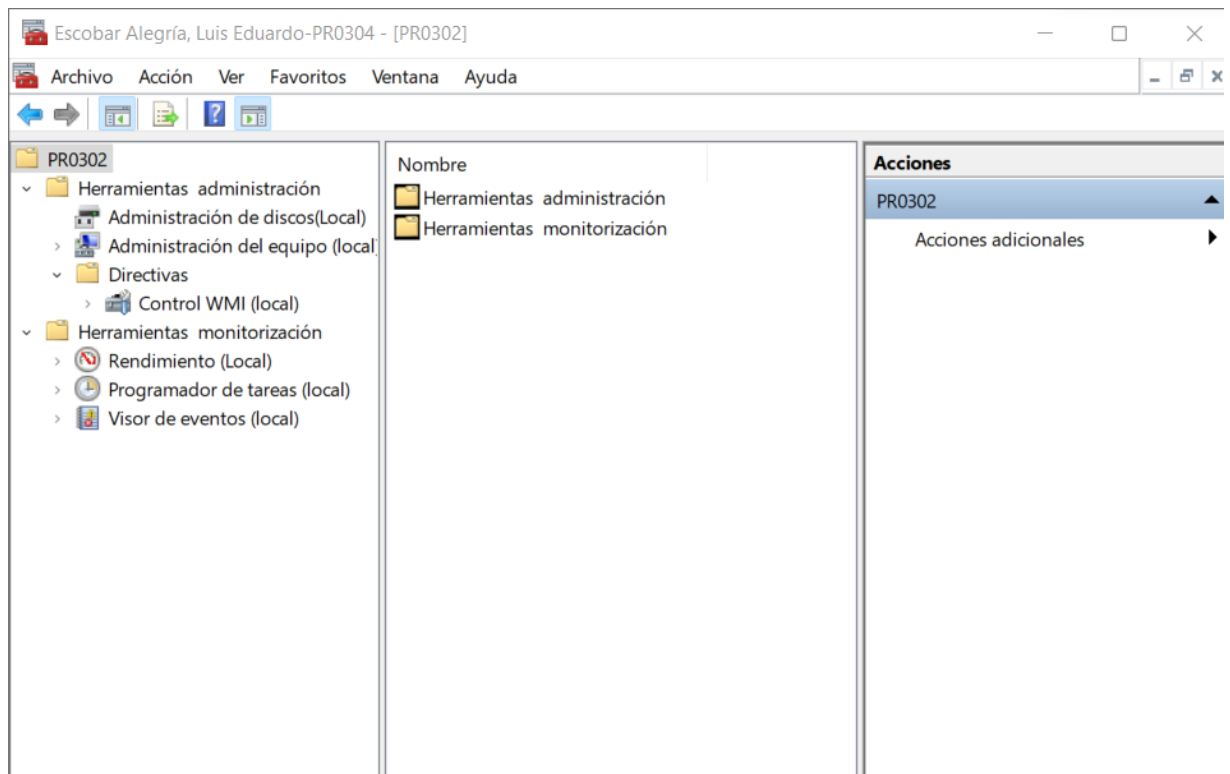 Escobar Alegría, Luis Eduardo-PR0304 - [PR0302]
Archivo Acción Ver Favoritos Ventana Ayuda
PR0302
Herramientas administración
Administración de discos(Local)
Administración del equipo (local
Directivas
Control WMI (local)
Herramientas monitorización
Rendimiento (Local)
Programador de tareas (local)
Visor de eventos (local)
Nombre
Herramientas administración
Herramientas monitorización
Acciones
PR0302
Acciones adicionales